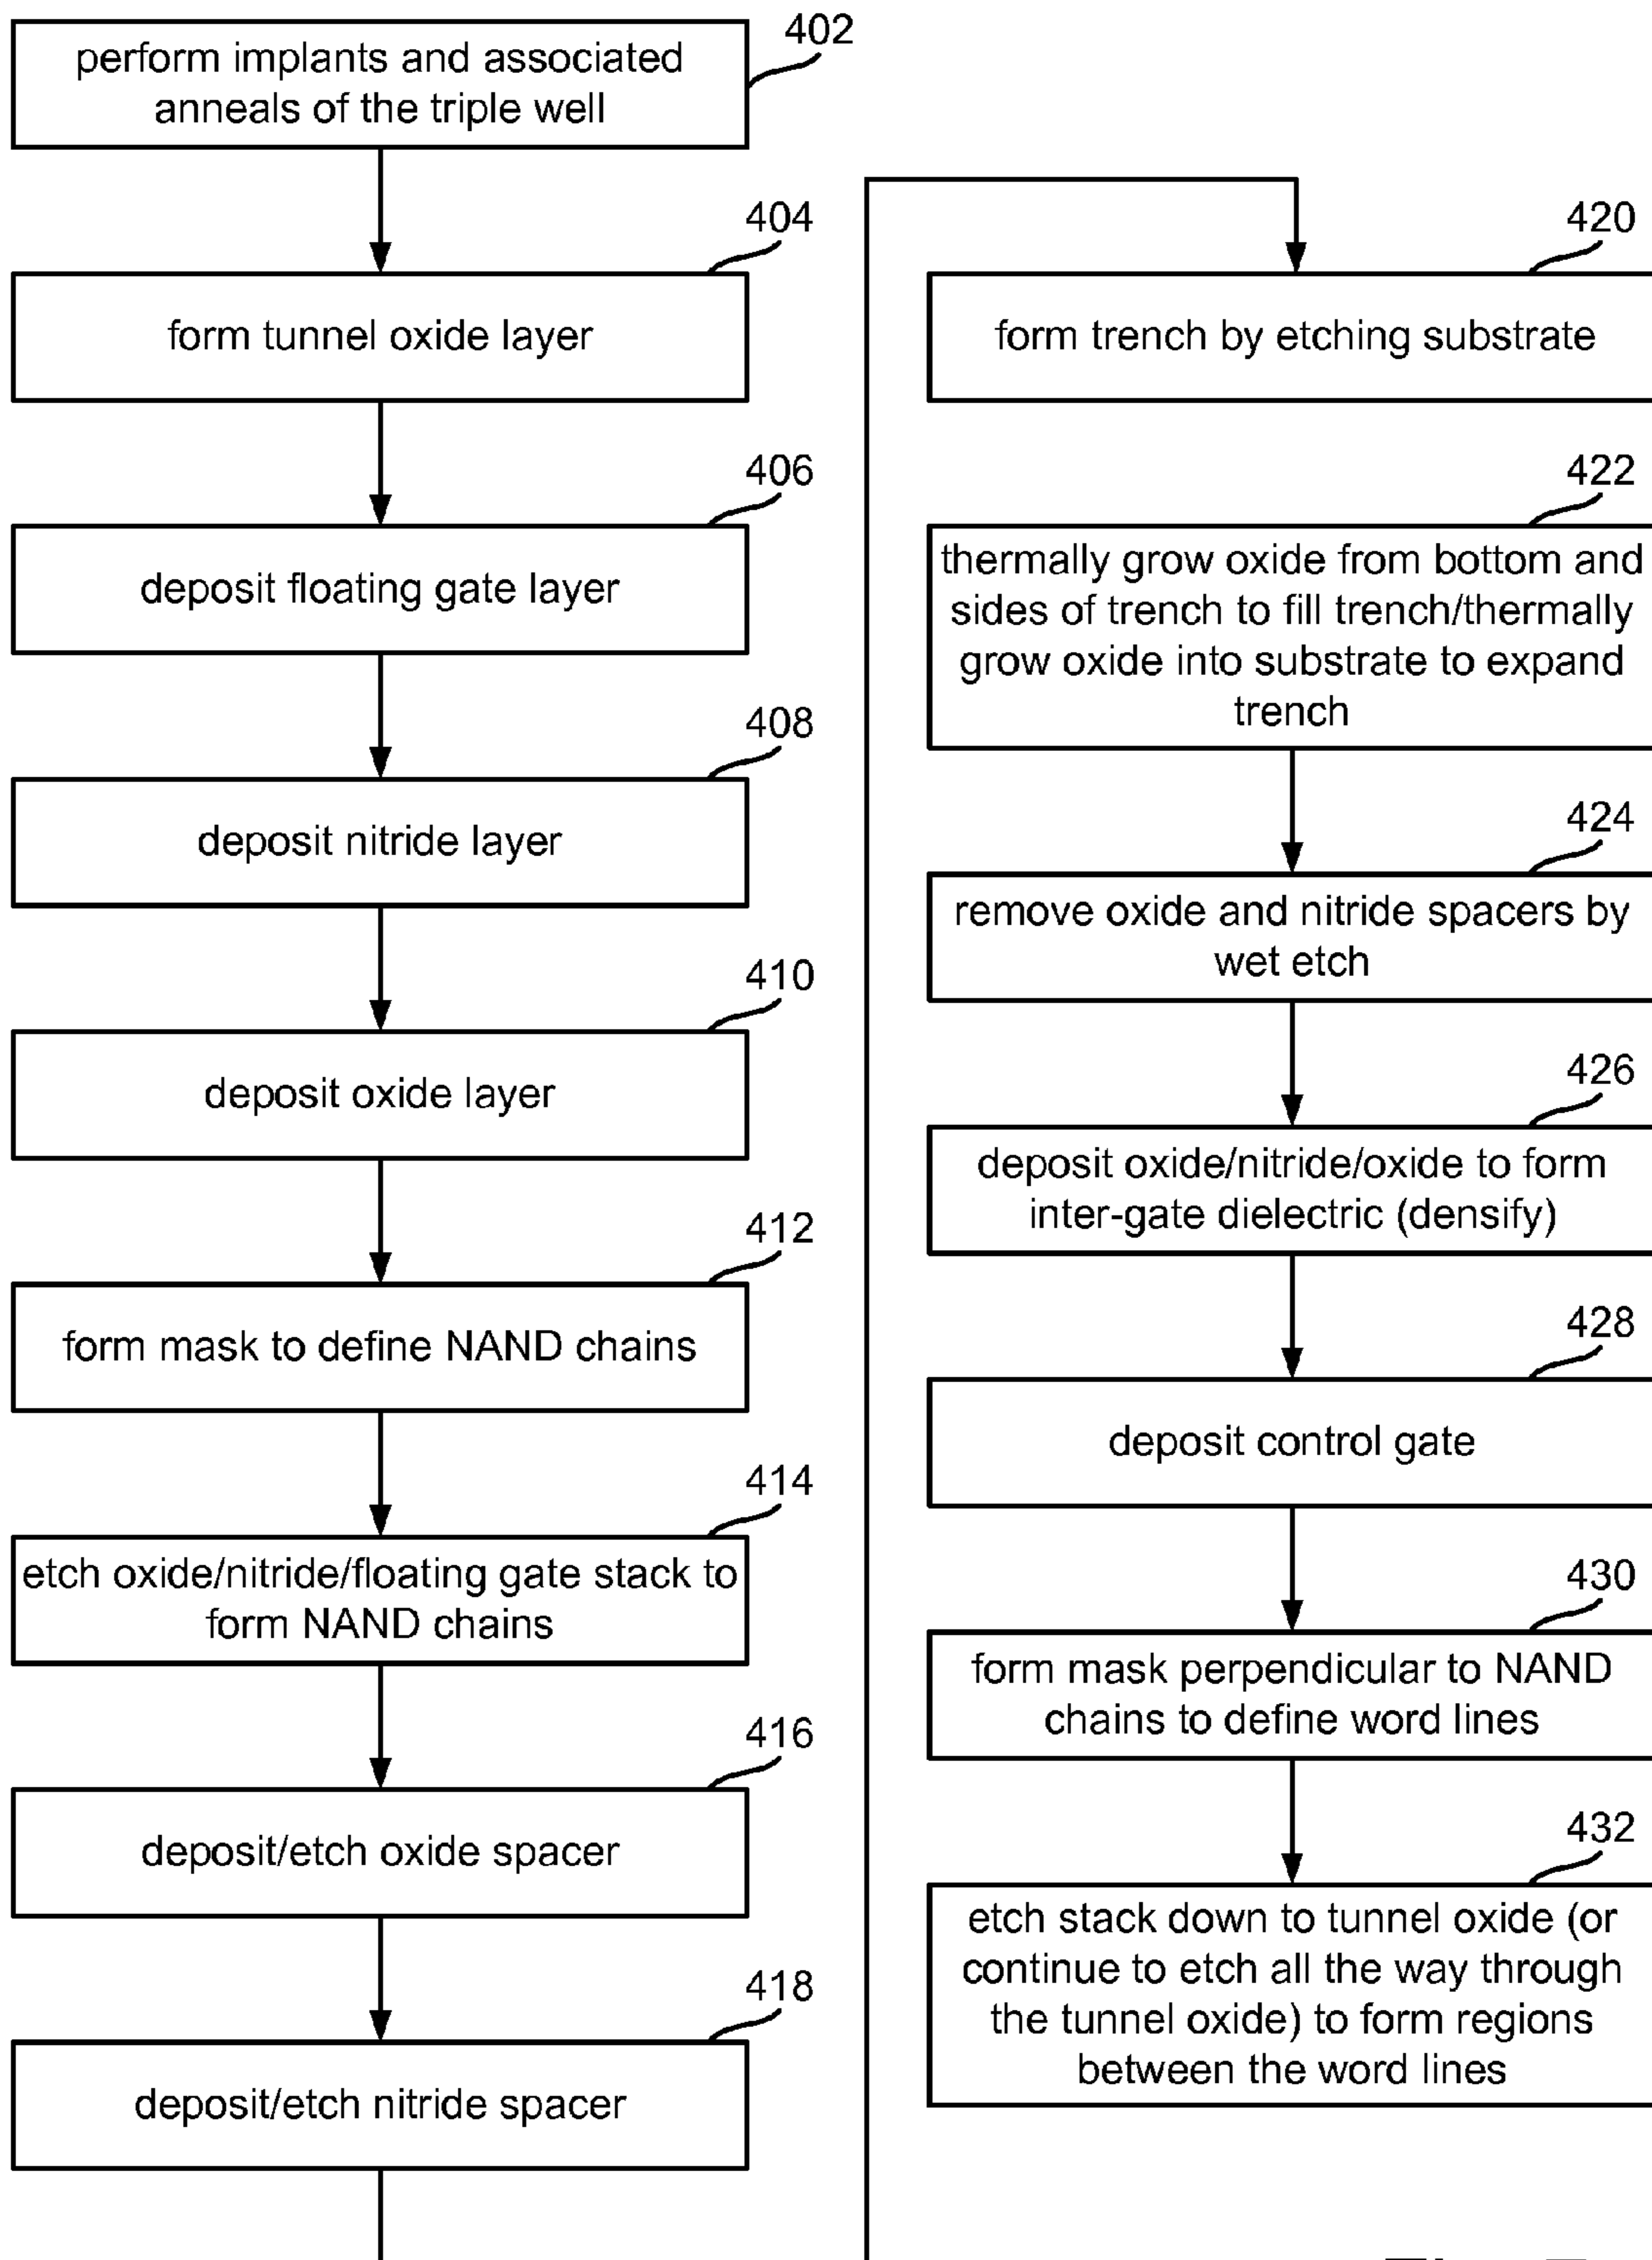 402
perform implants and associated
anneals of the triple well
404
form tunnel oxide layer
406
deposit floating gate layer
408
deposit nitride layer
410
deposit oxide layer
412
form mask to define NAND chains
414
etch oxide/nitride/floating gate stack to
form NAND chains
416
deposit/etch oxide spacer
418
deposit/etch nitride spacer
420
form trench by etching substrate
422
thermally grow oxide from bottom and
sides of trench to fill trench/thermally
grow oxide into substrate to expand
trench
424
remove oxide and nitride spacers by
wet etch
426
deposit oxide/nitride/oxide to form
inter-gate dielectric (densify)
428
deposit control gate
430
form mask perpendicular to NAND
chains to define word lines
432
etch stack down to tunnel oxide (or
continue to etch all the way through
the tunnel oxide) to form regions
between the word lines